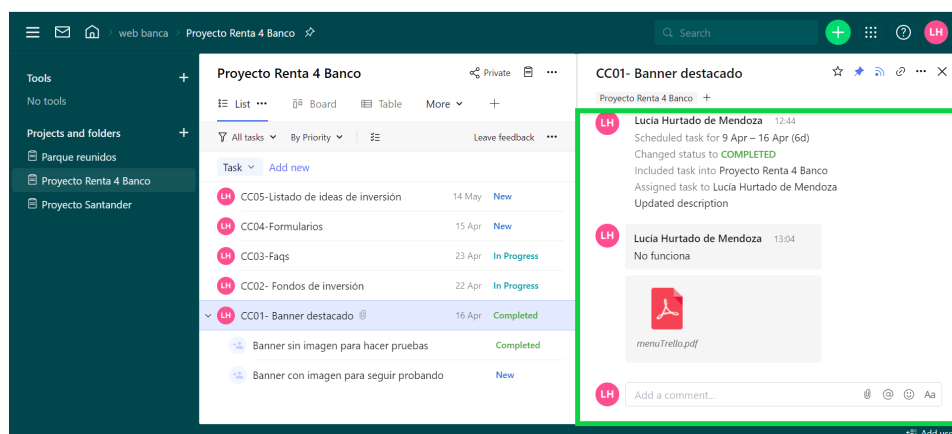 web banca
Proyecto Renta 4 Banco
Search
LH
Tools
No tools
Projects and folders
Parque reunidos
Proyecto Renta 4 Banco
Proyecto Santander
Proyecto Renta 4 Banco
Private
List
Board
Table
More
All tasks
By Priority
Leave feedback
Task
Add new
LH CC05-Listado de ideas de inversión 14 May New
LH CC04-Formularios 15 Apr New
LH CC03-Faqs 23 Apr In Progress
LH CC02- Fondos de inversión 22 Apr In Progress
LH CC01- Banner destacado 16 Apr Completed
Banner sin imagen para hacer pruebas Completed
Banner con imagen para seguir probando New
CC01- Banner destacado
Proyecto Renta 4 Banco +
LH Lucía Hurtado de Mendoza 12:44
Scheduled task for 9 Apr – 16 Apr (6d)
Changed status to COMPLETED
Included task into Proyecto Renta 4 Banco
Assigned task to Lucía Hurtado de Mendoza
Updated description
LH Lucía Hurtado de Mendoza 13:04
No funciona
menuTrello.pdf
LH Add a comment... @ Aa